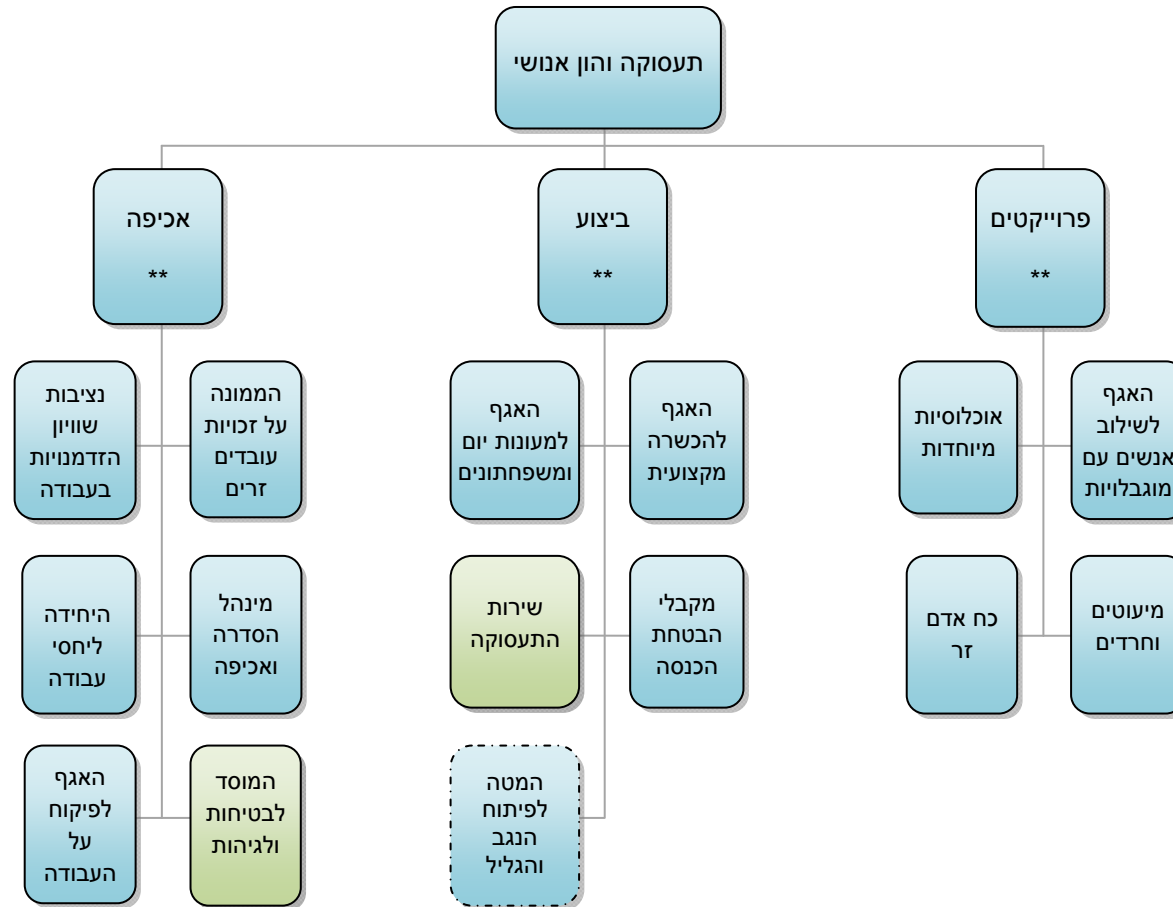 תעסוקה והון אנושי
פרוייקטים
**
ביצוע
**
אכיפה
**
האגף
לשילוב
אנשים עם
מוגבלויות
אוכלוסיות
מיוחדות
מיעוטים
וחרדים
כח אדם
זר
האגף
להכשרה
מקצועית
האגף
למעונות יום
ומשפחתונים
מקבלי
הבטחת
הכנסה
שירות
התעסוקה
המטה
לפיתוח
הנגב
והגליל
הממונה
על זכויות
עובדים
זרים
נציבות
שוויון
הזדמנויות
בעבודה
מינהל
הסדרה
ואכיפה
היחידה
ליחסי
עבודה
המוסד
לבטיחות
ולגיהות
האגף
לפיקוח
על
העבודה